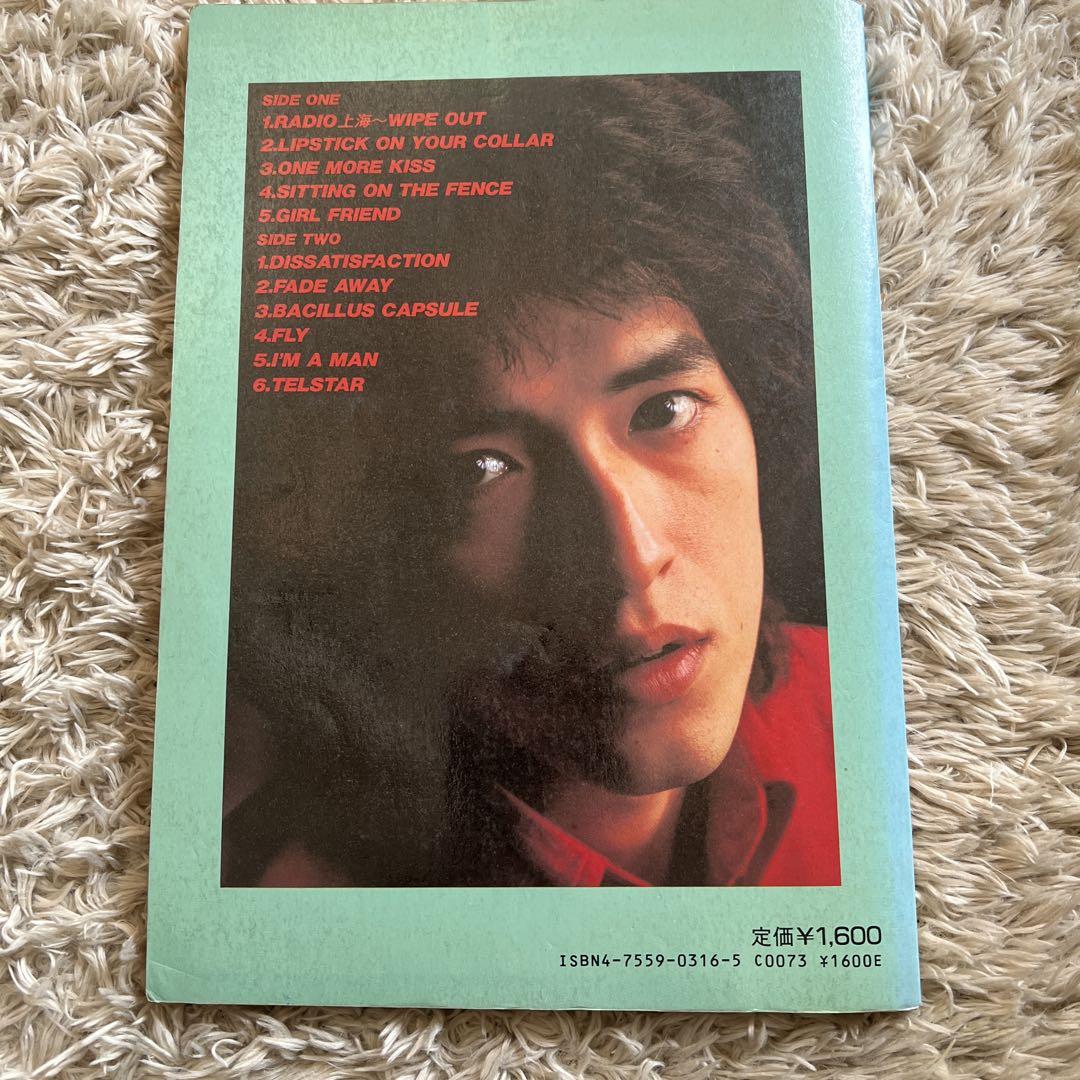 SIDE ONE
1.RADIO上海～WIPE OUT
2.LIPSTICK ON YOUR COLLAR
3.ONE MORE KISS
4.SITTING ON THE FENCE
5.GIRL FRIEND
SIDE TWO
1.DISSATISFACTION
2.FADE AWAY
3.BACILLUS CAPSULE
4.FLY
5.I'M A MAN
6.TELSTAR
定価¥1,600
ISBN4-7559-0316-5 C0073 ¥1600E